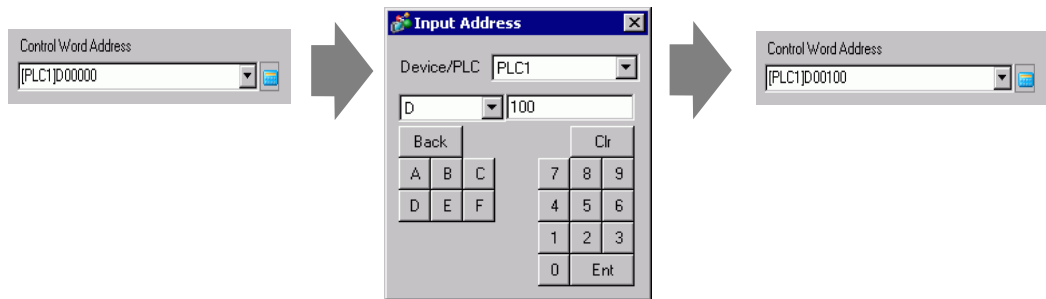 Control Word Address
[PLC1]D00000
Input Address
Device/PLC PLC1
D 100
Back Clr
A B C 7 8 9
D E F 4 5 6
1 2 3
0 Ent
Control Word Address
[PLC1]D00100